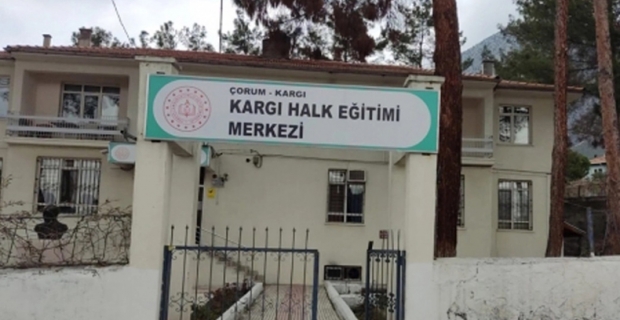 ÇORUM - KARGI
KARGI HALK EĞİTİMİ
MERKEZİ